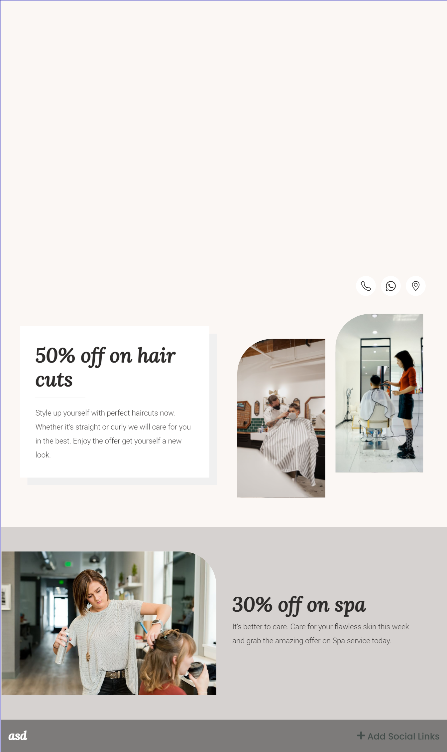 50% off on hair
cuts
Style up yourself with perfect haircuts now.
Whether it's straight or curly we will care for you
in the best. Enjoy the offer get yourself a new
look
30% off on spa
It's better to care. Care for your flawless skin this week
and grab the amazing offer on Spa service today.
asd
+ Add Social Links